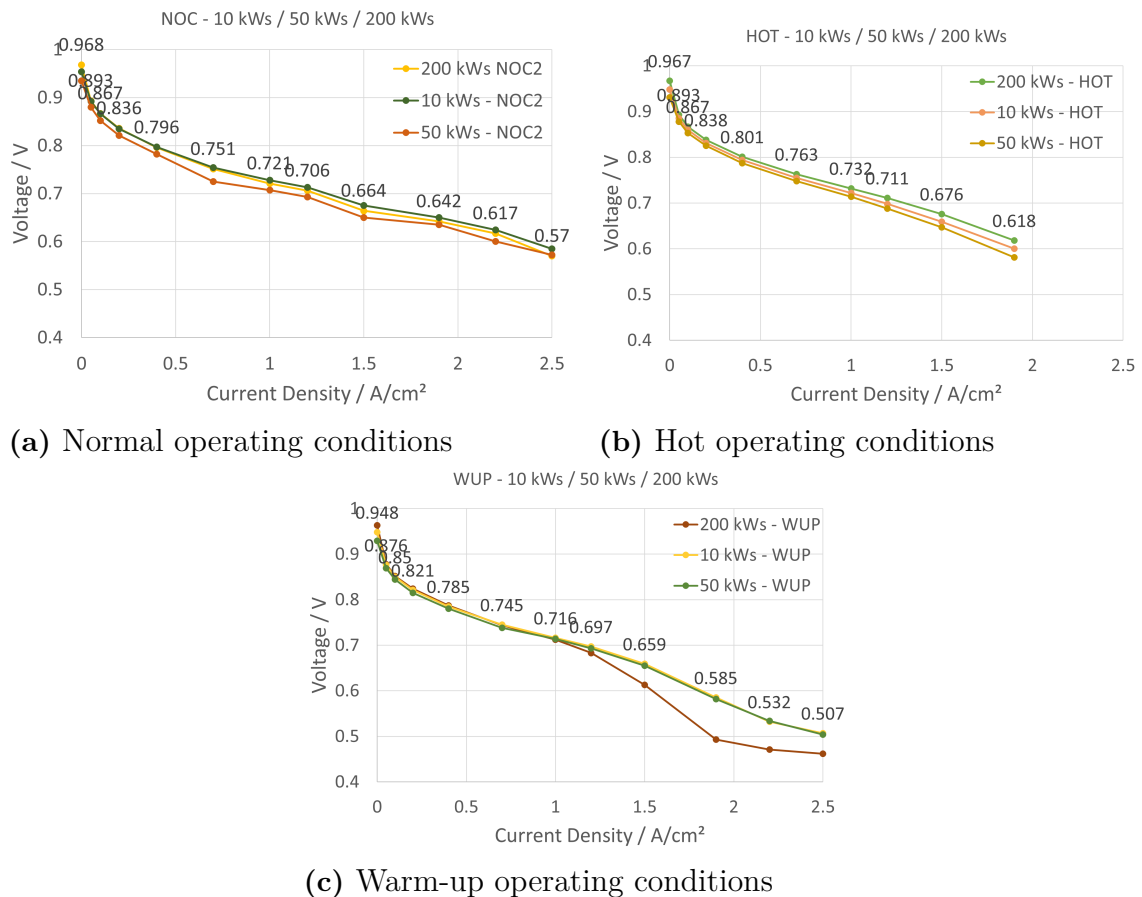 NOC - 10 kWs / 50 kWs / 200 kWs
1
0.968
200 kWs NOC2
0.893
10 kWs - NOC2
0.9
0.867
50 kWs - NOC2
0.836
0.8
0.796
0.751
0.721
0.706
0.7
0.664
0.642
0.617
0.57
0.6
0.5
0.4
Voltage / V
0 0.5 1 1.5 2 2.5
Current Density / A/cm²
(a) Normal operating conditions
HOT - 10 kWs / 50 kWs / 200 kWs
1
0.967
200 kWs - HOT
0.893
10 kWs - HOT
0.9
0.867
50 kWs - HOT
0.838
0.8
0.801
0.763
0.732
0.711
0.7
0.676
0.618
0.6
0.5
0.4
Voltage / V
0 0.5 1 1.5 2 2.5
Current Density / A/cm²
(b) Hot operating conditions
WUP - 10 kWs / 50 kWs / 200 kWs
1
0.948
200 kWs - WUP
0.9
0.876
10 kWs - WUP
0.85
0.821
50 kWs - WUP
0.8
0.785
0.745
0.716
0.697
0.7
0.659
0.6
0.585
0.532
0.507
0.5
0.4
Voltage / V
0 0.5 1 1.5 2 2.5
Current Density / A/cm²
(c) Warm-up operating conditions